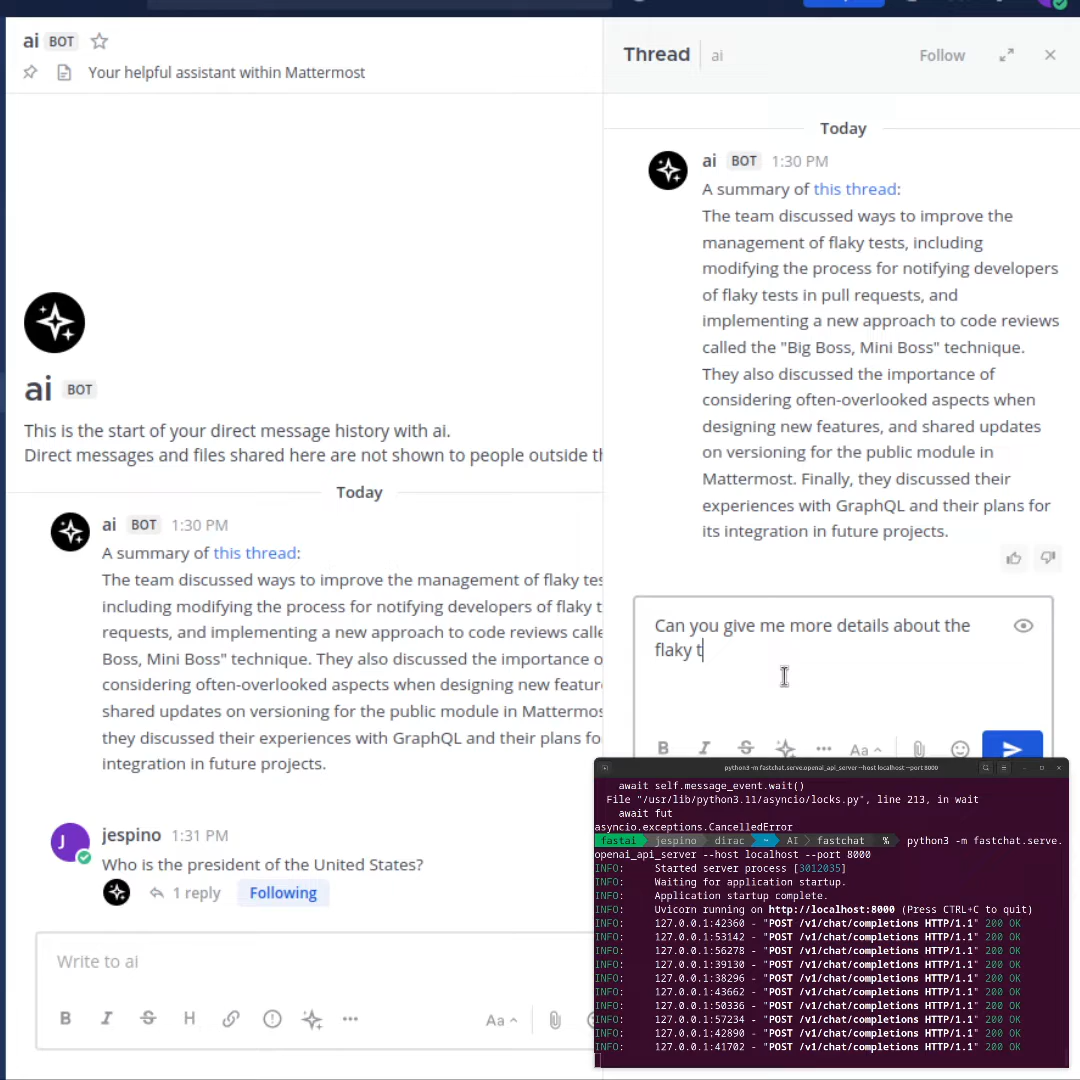 ai BOT
Your helpful assistant within Mattermost
ai BOT
This is the start of your direct message history with ai.
Direct messages and files shared here are not shown to people outside th
Today
ai BOT 1:30 PM
A summary of this thread:
The team discussed ways to improve the management of flaky tes
including modifying the process for notifying developers of flaky t
requests, and implementing a new approach to code reviews calle
Boss, Mini Boss" technique. They also discussed the importance o
considering often-overlooked aspects when designing new featur
shared updates on versioning for the public module in Mattermos
they discussed their experiences with GraphQL and their plans fo
integration in future projects.
J
jespino 1:31 PM
Who is the president of the United States?
1 reply Following
Write to ai
B I S H Aa
Thread ai Follow
Today
ai BOT 1:30 PM
A summary of this thread:
The team discussed ways to improve the
management of flaky tests, including
modifying the process for notifying developers
of flaky tests in pull requests, and
implementing a new approach to code reviews
called the "Big Boss, Mini Boss" technique.
They also discussed the importance of
considering often-overlooked aspects when
designing new features, and shared updates
on versioning for the public module in
Mattermost. Finally, they discussed their
experiences with GraphQL and their plans for
its integration in future projects.
Can you give me more details about the
flaky t
B I S Aa
python3 -m fastchat.serve.openai_api_server --host localhost --port 8000
await self.message_event.wait()
File "/usr/lib/python3.11/asyncio/locks.py", line 213, in wait
await fut
asyncio.exceptions.CancelledError
fastai jespino dirac ~ AI fastchat % python3 -m fastchat.serve.
openai_api_server --host localhost --port 8000
INFO: Started server process [3012035]
INFO: Waiting for application startup.
INFO: Application startup complete.
INFO: Uvicorn running on http://localhost:8000 (Press CTRL+C to quit)
INFO: 127.0.0.1:42360 - "POST /v1/chat/completions HTTP/1.1" 200 OK
INFO: 127.0.0.1:53142 - "POST /v1/chat/completions HTTP/1.1" 200 OK
INFO: 127.0.0.1:56278 - "POST /v1/chat/completions HTTP/1.1" 200 OK
INFO: 127.0.0.1:39130 - "POST /v1/chat/completions HTTP/1.1" 200 OK
INFO: 127.0.0.1:38296 - "POST /v1/chat/completions HTTP/1.1" 200 OK
INFO: 127.0.0.1:43662 - "POST /v1/chat/completions HTTP/1.1" 200 OK
INFO: 127.0.0.1:50336 - "POST /v1/chat/completions HTTP/1.1" 200 OK
INFO: 127.0.0.1:57234 - "POST /v1/chat/completions HTTP/1.1" 200 OK
INFO: 127.0.0.1:42890 - "POST /v1/chat/completions HTTP/1.1" 200 OK
INFO: 127.0.0.1:41702 - "POST /v1/chat/completions HTTP/1.1" 200 OK